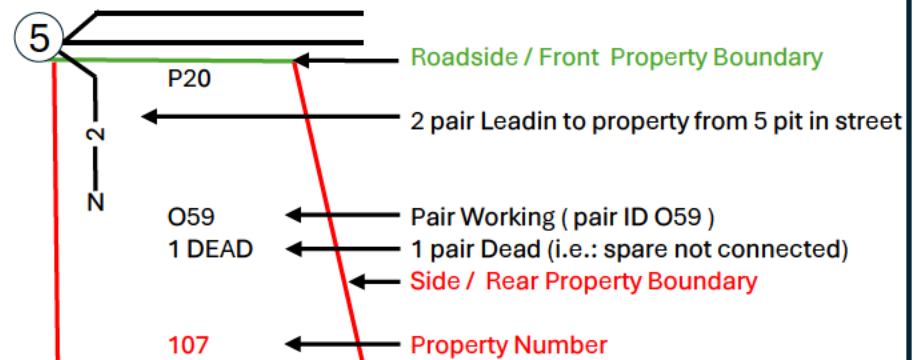 5
Roadside / Front Property Boundary
P20
2 pair Leadin to property from 5 pit in street
2
N
O59 Pair Working ( pair ID O59 )
1 DEAD 1 pair Dead (i.e.: spare not connected)
Side / Rear Property Boundary
107 Property Number